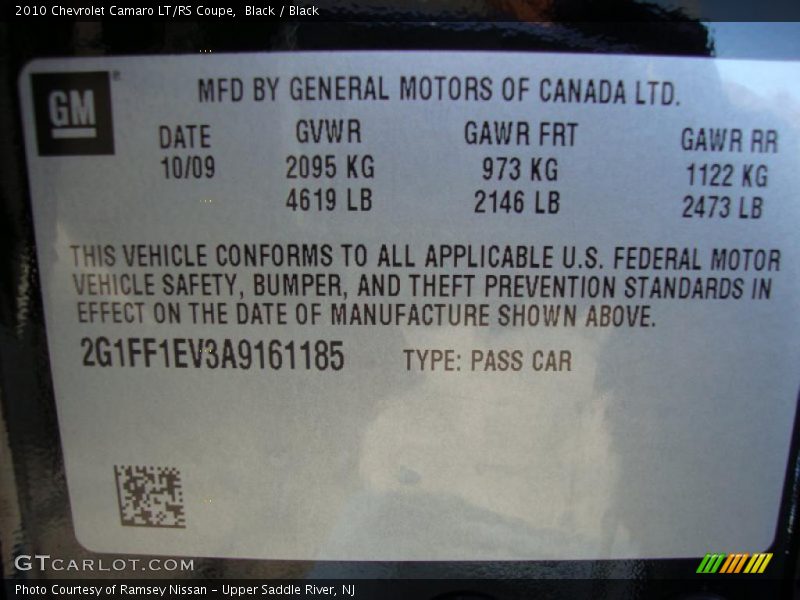 2010 Chevrolet Camaro LT/RS Coupe,  Black / Black
GM
MFD BY GENERAL MOTORS OF CANADA LTD.
DATE GVWR GAWR FRT GAWR RR
10/09 2095 KG 973 KG 1122 KG
4619 LB 2146 LB 2473 LB
THIS VEHICLE CONFORMS TO ALL APPLICABLE U.S. FEDERAL MOTOR
VEHICLE SAFETY, BUMPER, AND THEFT PREVENTION STANDARDS IN
EFFECT ON THE DATE OF MANUFACTURE SHOWN ABOVE.
2G1FF1EV3A9161185 TYPE: PASS CAR
GTCARLOT.COM
Photo Courtesy of Ramsey Nissan – Upper Saddle River, NJ